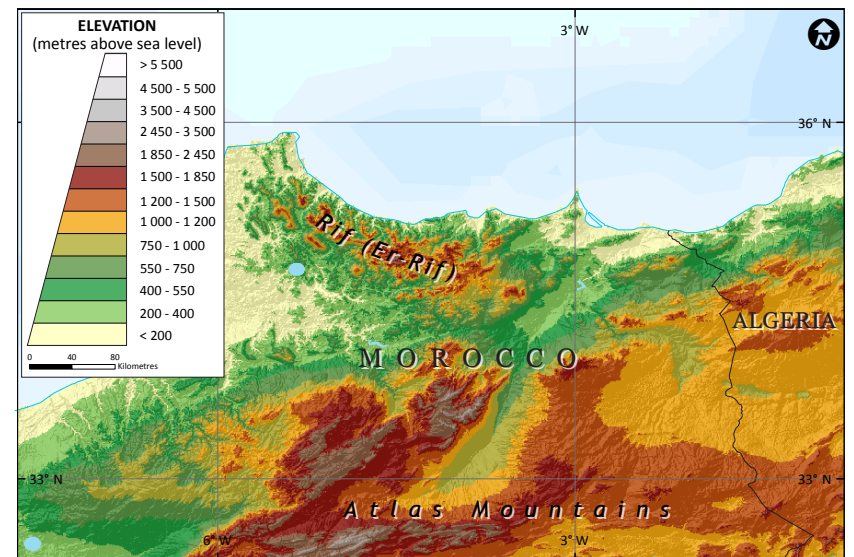 ELEVATION
(metres above sea level)
> 5 500
4 500 - 5 500
3 500 - 4 500
2 450 - 3 500
1 850 - 2 450
1 500 - 1 850
1 200 - 1 500
1 000 - 1 200
750 - 1 000
550 - 750
400 - 550
200 - 400
< 200
0 40 80
Kilometres
3° W
N
36° N
Rif (Er-Rif)
ALGERIA
MOROCCO
33° N
33° N
Atlas Mountains
6° W
3° W